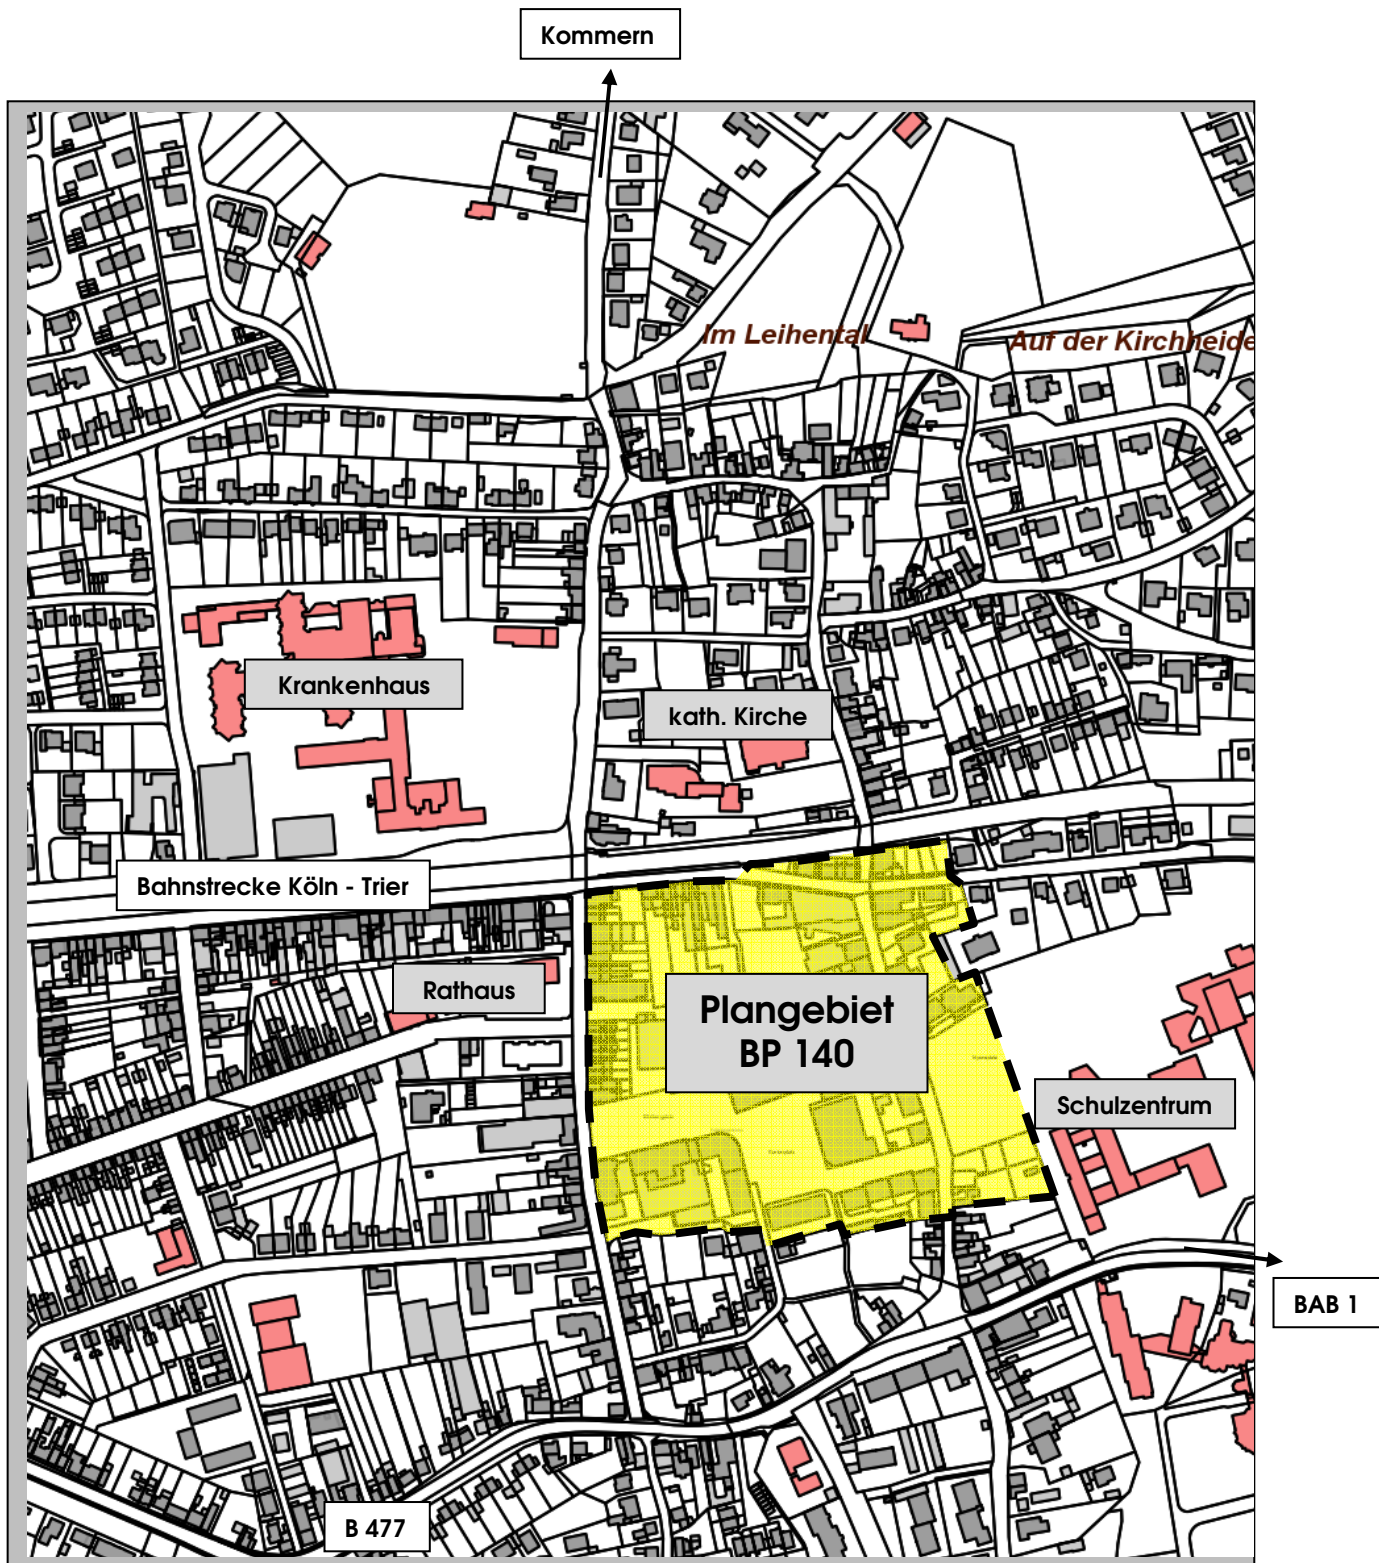 Kommern
Im Leihental
Auf der Kirchheide
Krankenhaus
kath. Kirche
Bahnstrecke Köln - Trier
Rathaus
Plangebiet
BP 140
Schulzentrum
BAB 1
B 477